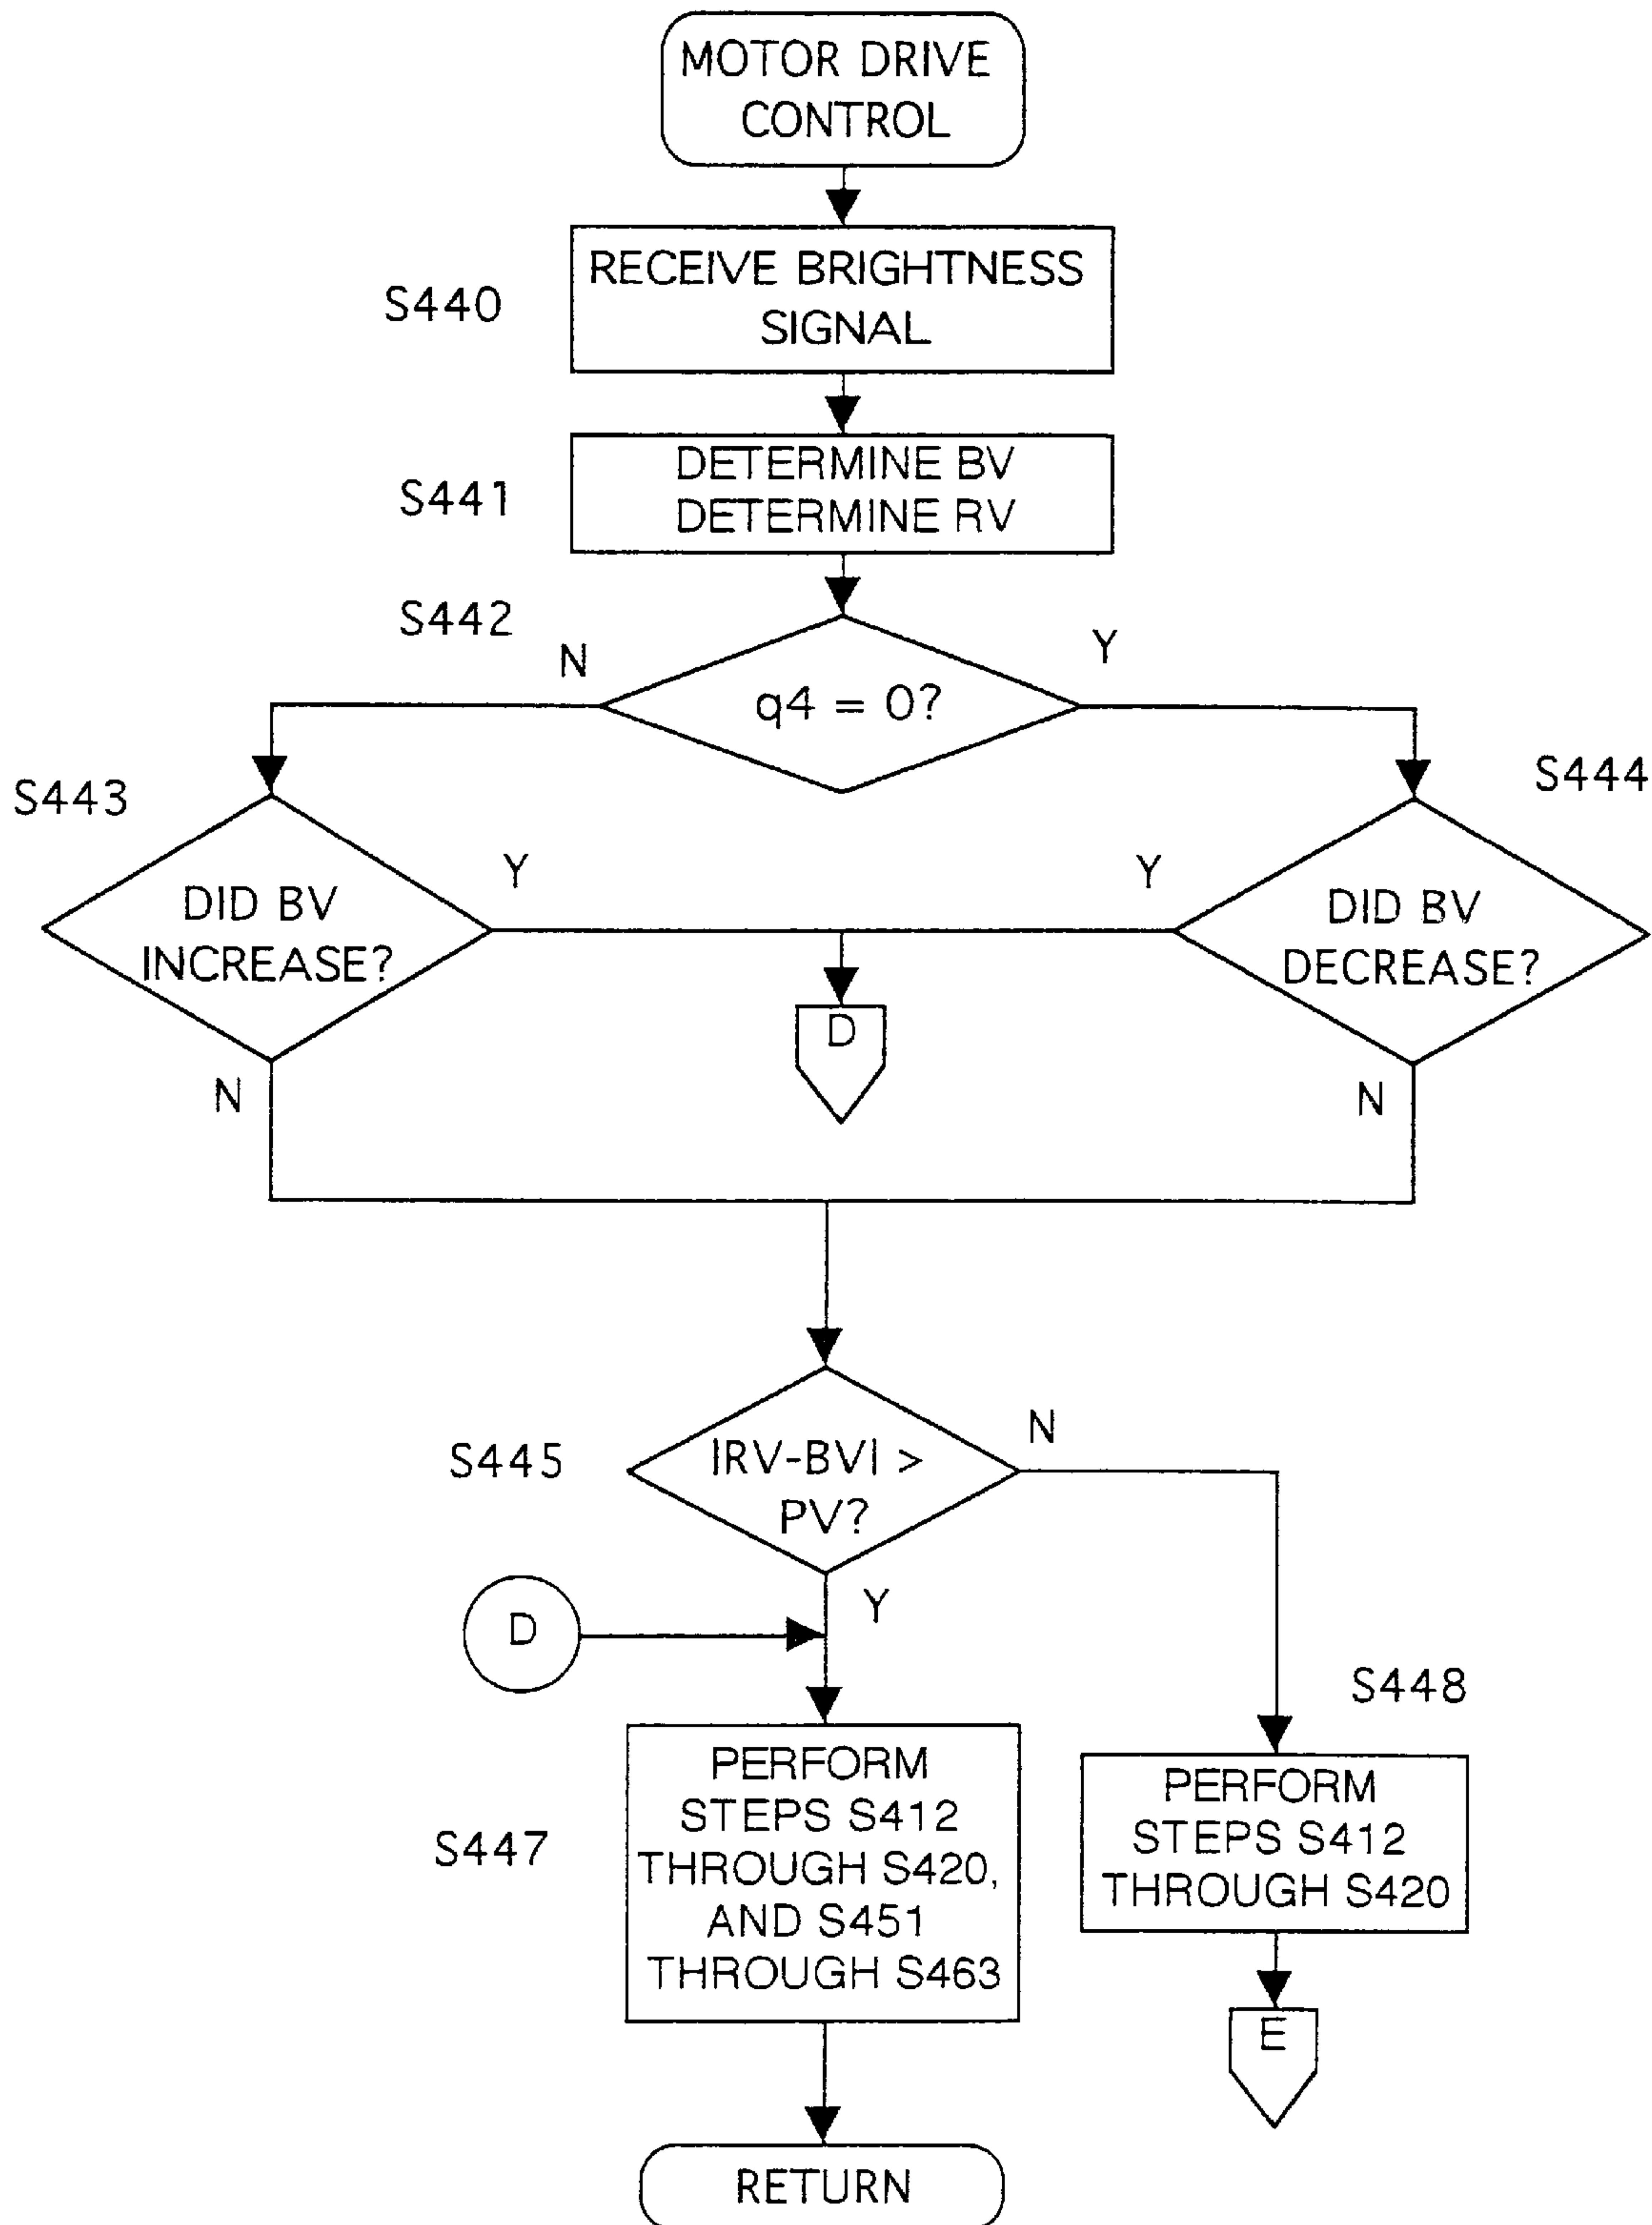 MOTOR DRIVE
CONTROL
S440
RECEIVE BRIGHTNESS
SIGNAL
S441
DETERMINE BV
DETERMINE RV
S442
N
q4 = 0?
Y
S443
S444
DID BV
INCREASE?
Y
Y
DID BV
DECREASE?
D
N
N
S445
|RV-BV| >
PV?
N
Y
D
S447
PERFORM
STEPS S412
THROUGH S420,
AND S451
THROUGH S463
S448
PERFORM
STEPS S412
THROUGH S420
E
RETURN